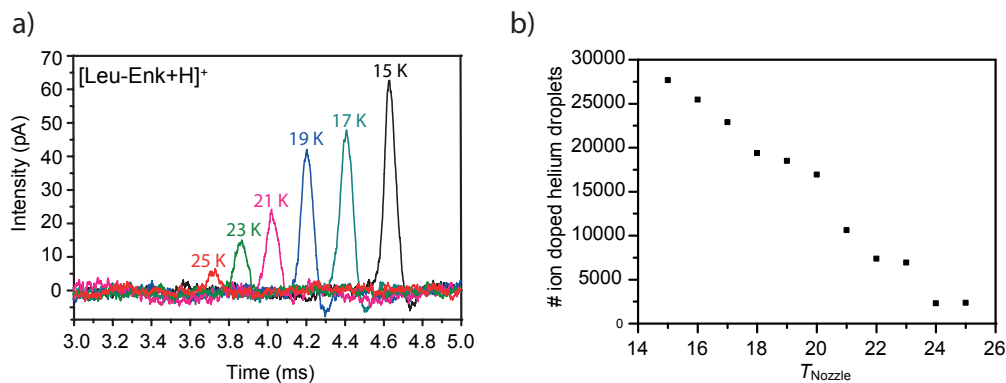 a)
[Leu-Enk+H]⁺
Intensity (pA)
70
60
50
40
30
20
10
0
15 K
17 K
19 K
21 K
23 K
25 K
3.0 3.2 3.4 3.6 3.8 4.0 4.2 4.4 4.6 4.8 5.0
Time (ms)
b)
# ion doped helium droplets
30000
25000
20000
15000
10000
5000
0
14 16 18 20 22 24 26
T_Nozzle